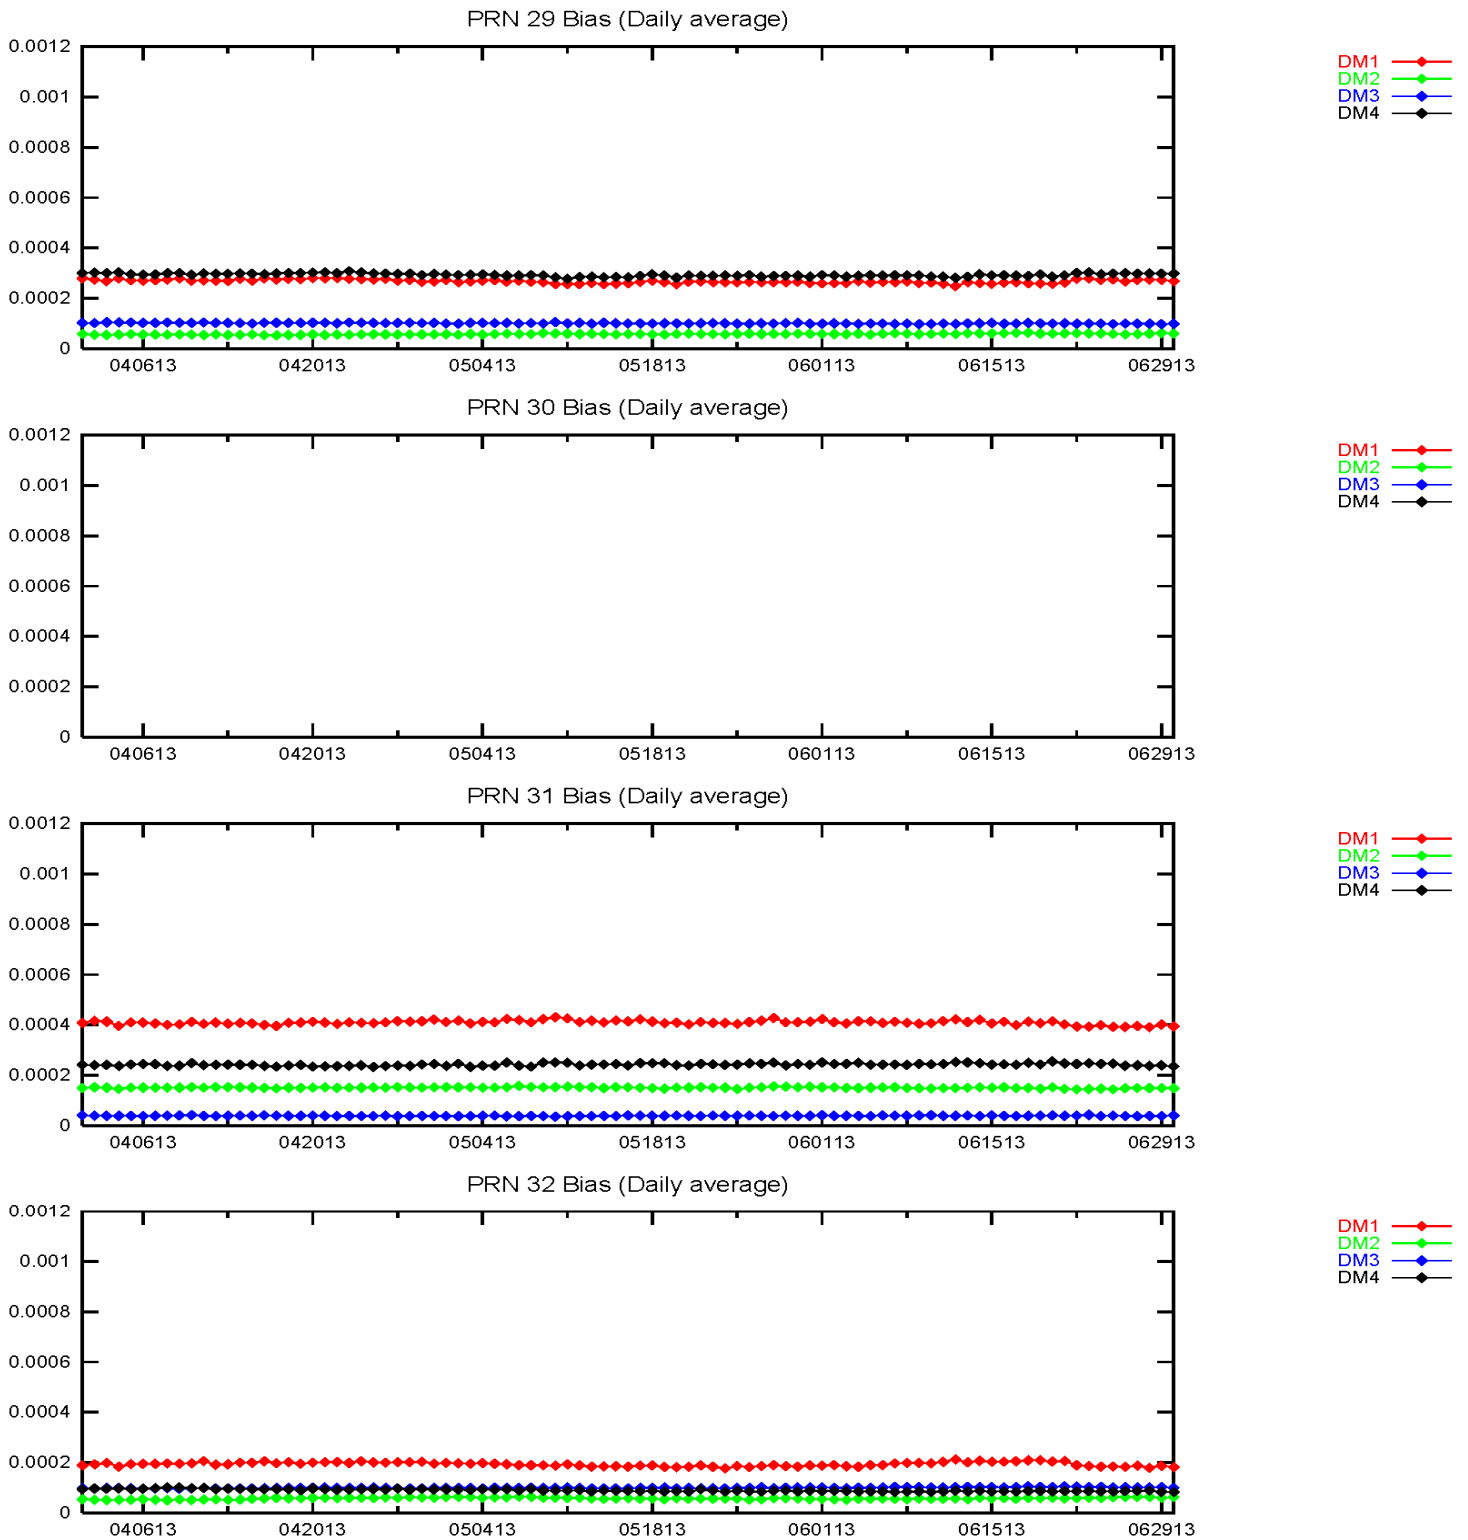 PRN 29 Bias (Daily average)
0.0012
0.001
0.0008
0.0006
0.0004
0.0002
0
040613 042013 050413 051813 060113 061513 062913
DM1
DM2
DM3
DM4
PRN 30 Bias (Daily average)
0.0012
0.001
0.0008
0.0006
0.0004
0.0002
0
040613 042013 050413 051813 060113 061513 062913
DM1
DM2
DM3
DM4
PRN 31 Bias (Daily average)
0.0012
0.001
0.0008
0.0006
0.0004
0.0002
0
040613 042013 050413 051813 060113 061513 062913
DM1
DM2
DM3
DM4
PRN 32 Bias (Daily average)
0.0012
0.001
0.0008
0.0006
0.0004
0.0002
0
040613 042013 050413 051813 060113 061513 062913
DM1
DM2
DM3
DM4